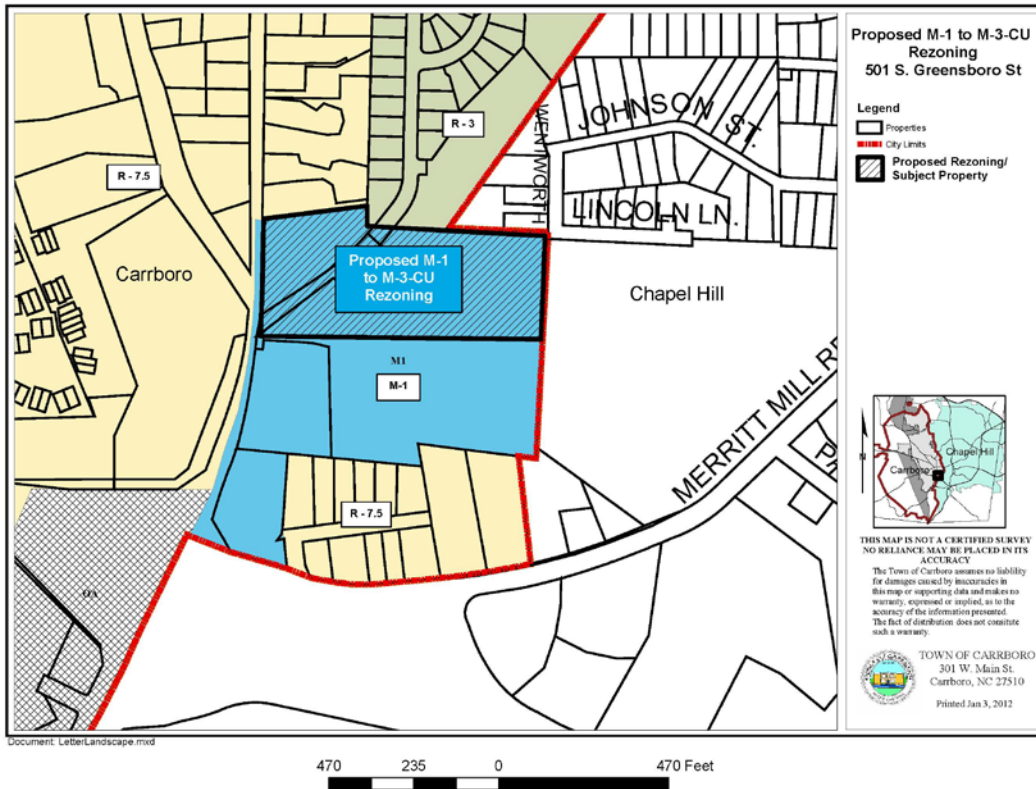 Proposed M-1 to M-3-CU
Rezoning
501 S. Greensboro St
Legend
Properties
City Limits
Proposed Rezoning/
Subject Property
R - 3
WENTWORTH
JOHNSON ST.
LINCOLN LN.
R - 7.5
Carrboro
Proposed M-1
to M-3-CU
Rezoning
Chapel Hill
M1
M-1
MERRITT MILL RD
R - 7.5
OA
Chapel Hill
Carrboro
N
THIS MAP IS NOT A CERTIFIED SURVEY
NO RELIANCE MAY BE PLACED IN ITS
ACCURACY
The Town of Carrboro assumes no liablility
for damages caused by inaccuracies in
this map or supporting data and makes no
warranty, expressed or implied, as to the
accuracy of the information presented.
The fact of distribution does not consitute
such a warranty.
TOWN OF CARRBORO
301 W. Main St.
Carrboro, NC 27510
Printed Jan 3, 2012
Document: LetterLandscape.mxd
470 235 0 470 Feet